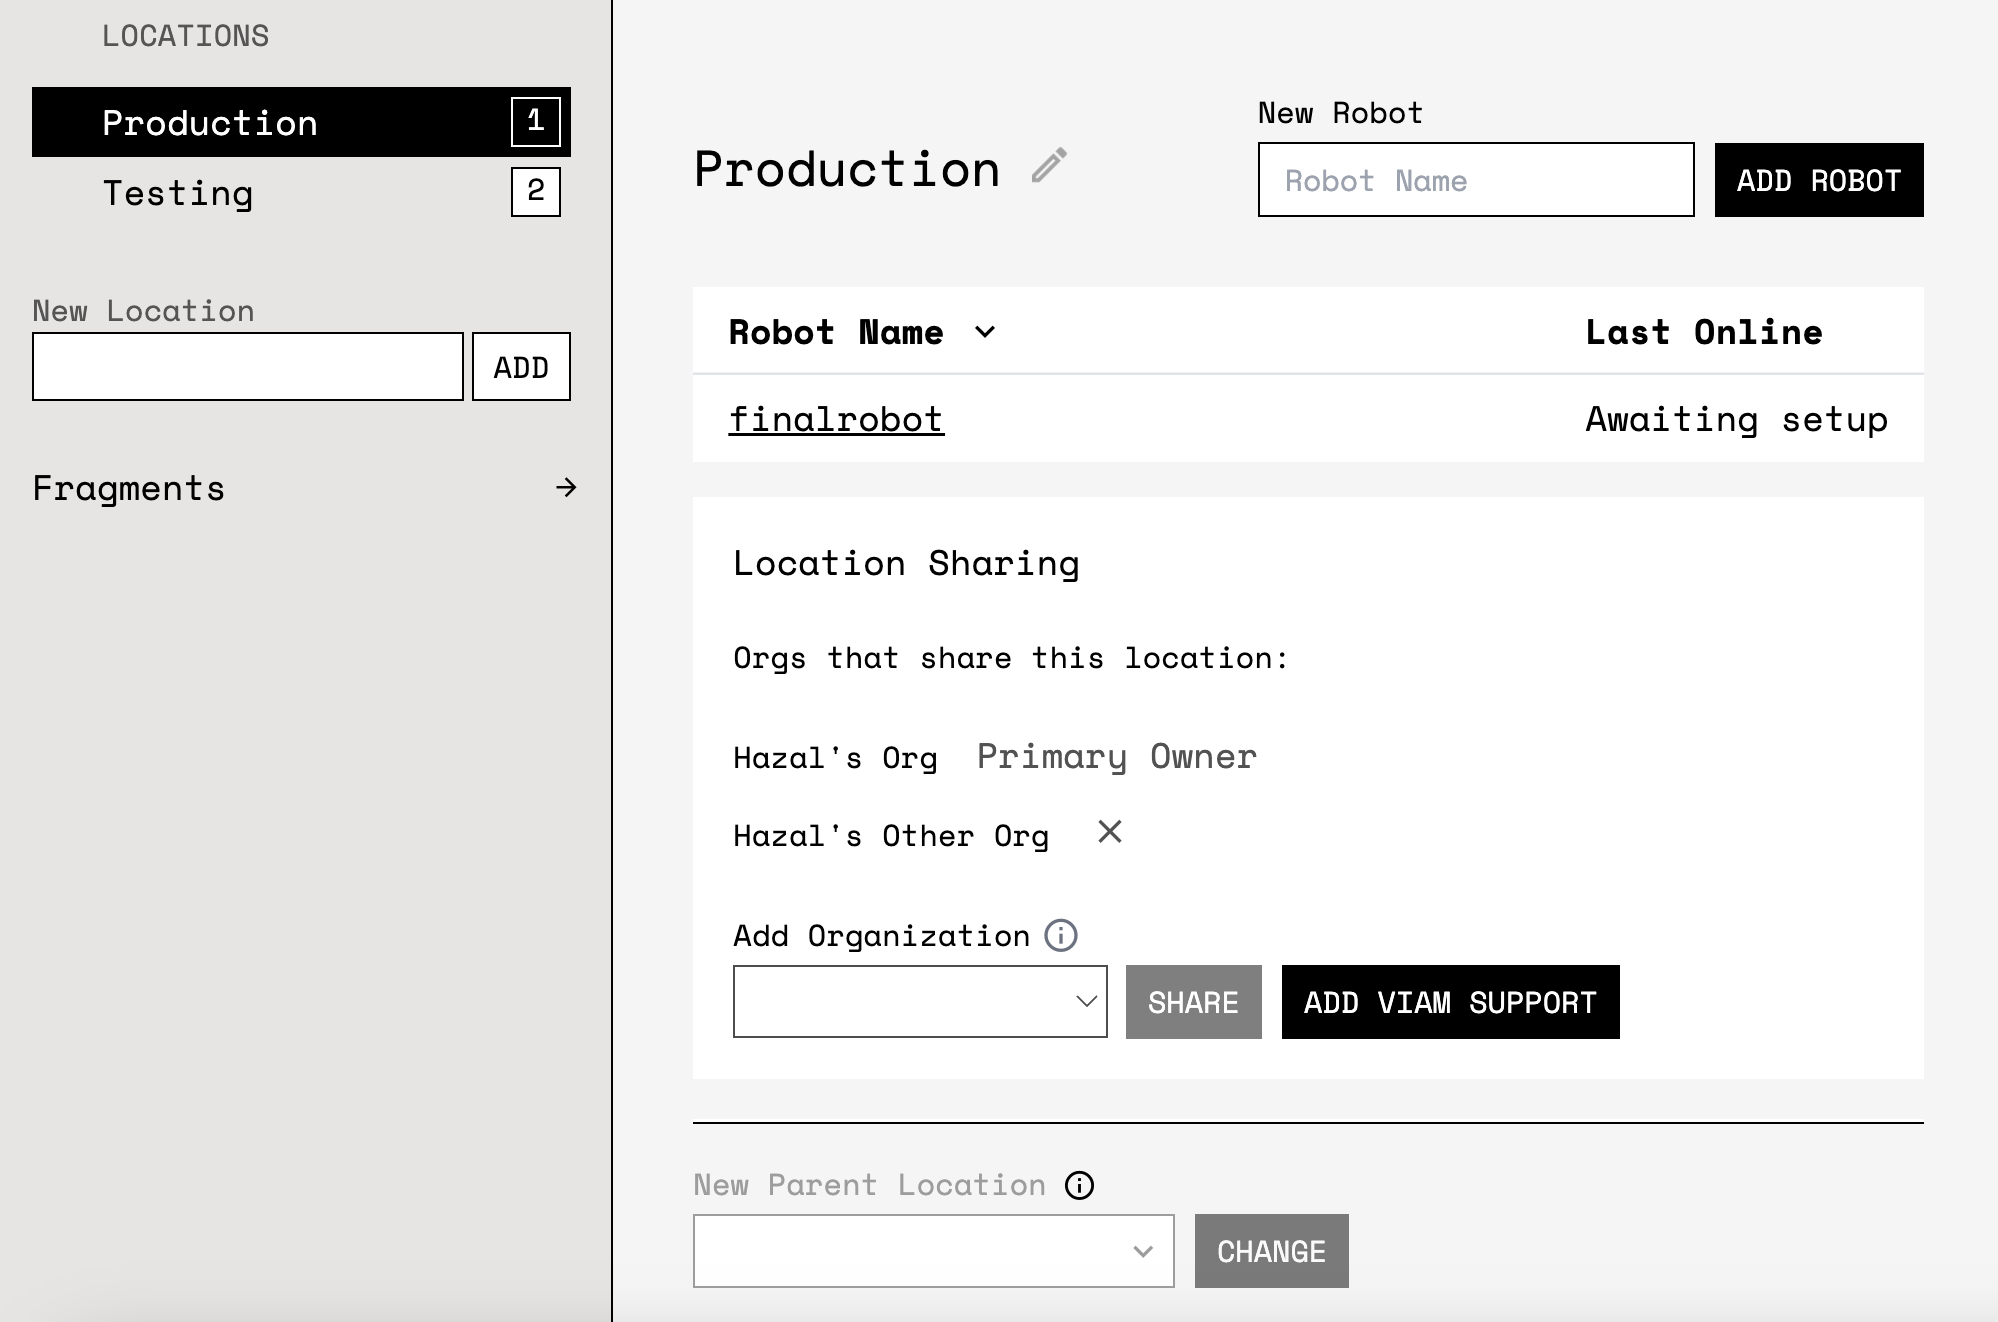 LOCATIONS
Production 1
Testing 2
New Location
ADD
Fragments
Production
New Robot
Robot Name
ADD ROBOT
Robot Name Last Online
finalrobot Awaiting setup
Location Sharing
Orgs that share this location:
Hazal's Org Primary Owner
Hazal's Other Org
Add Organization
SHARE
ADD VIAM SUPPORT
New Parent Location
CHANGE